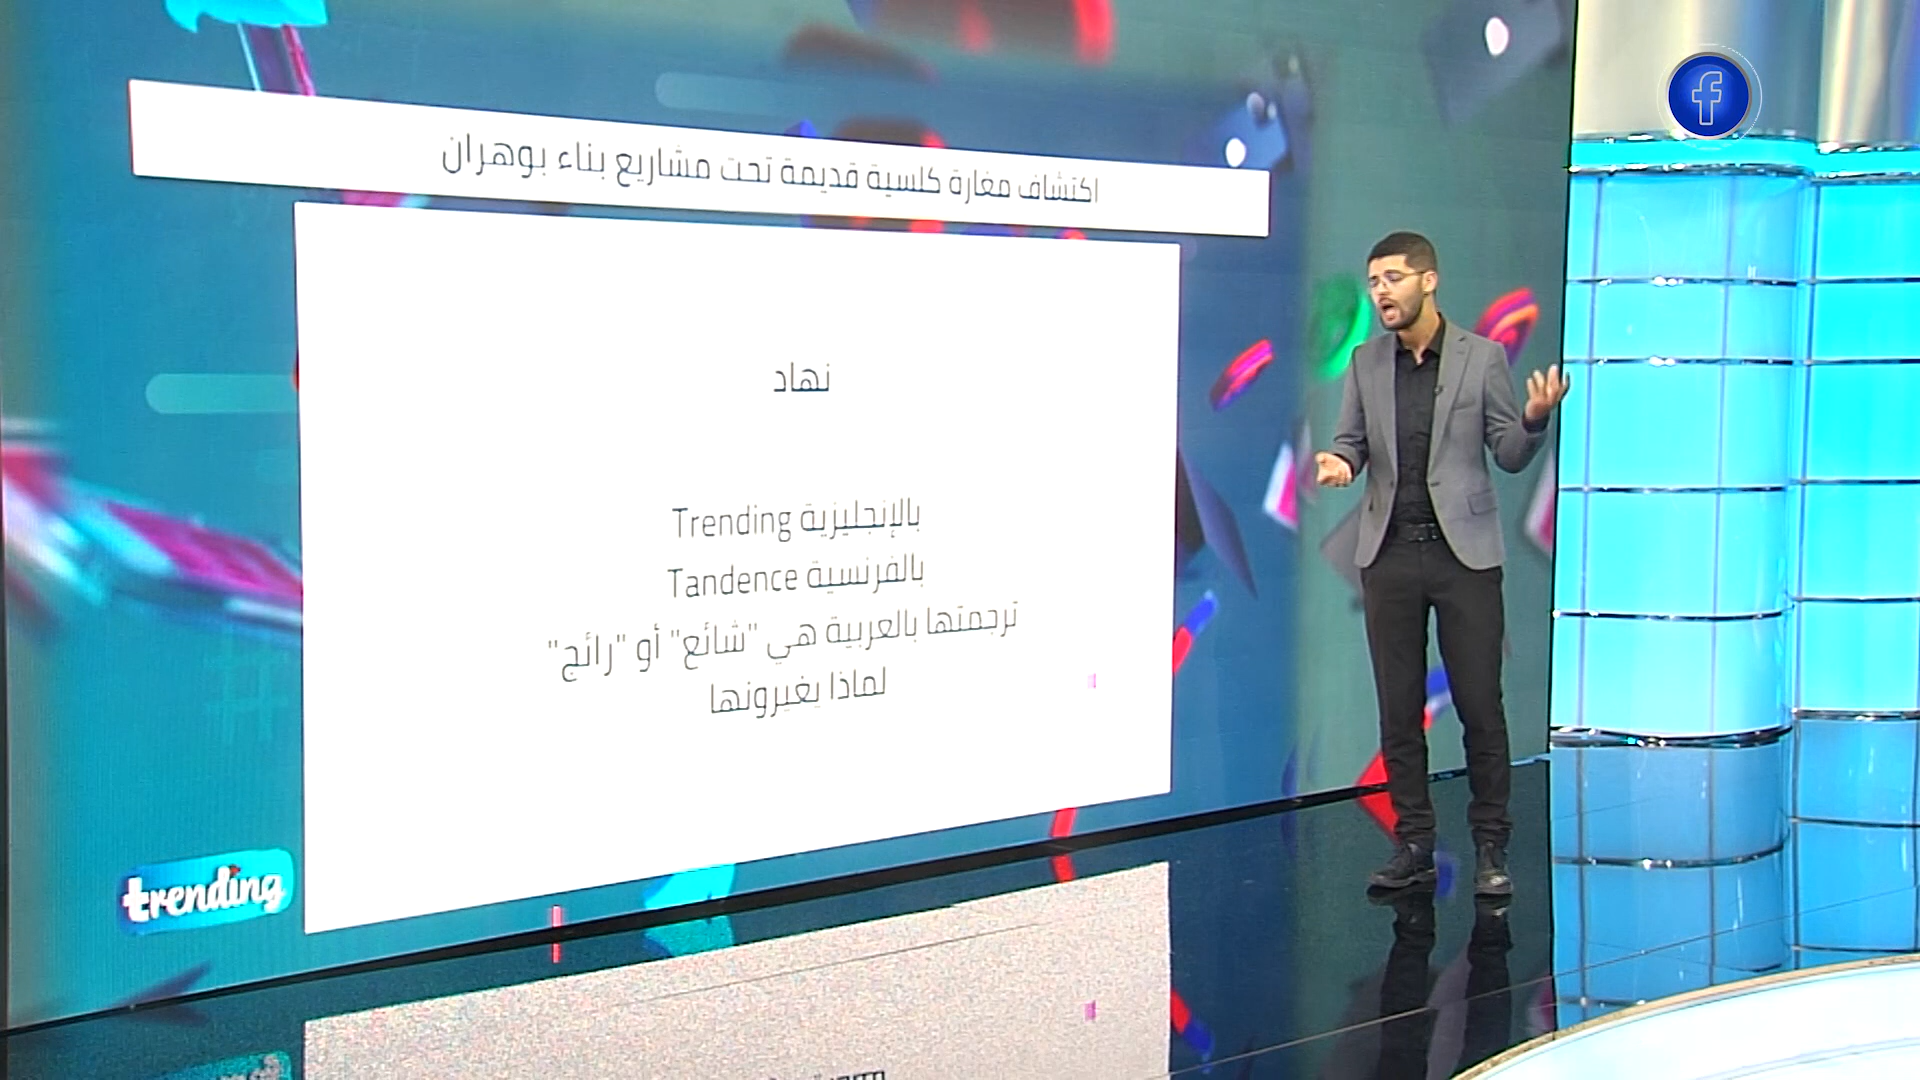 اكتشاف مغارة كلسية قديمة تحت مشاريع بناء بوهران
نهاد
بالإنجليزية Trending
بالفرنسية Tandence
ترجمتها بالعربية هي "شائع" أو "رائج"
لماذا يغيرونها
trending